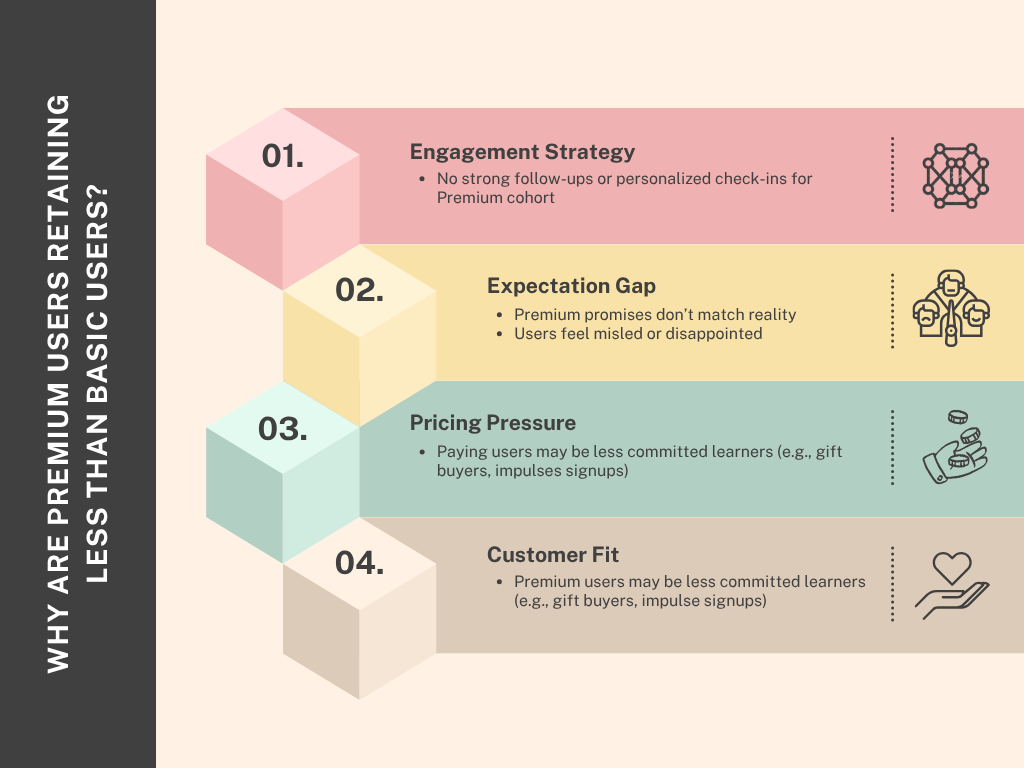 WHY ARE PREMIUM USERS RETAINING
LESS THAN BASIC USERS?
01.
Engagement Strategy
• No strong follow-ups or personalized check-ins for
Premium cohort
02.
Expectation Gap
• Premium promises don't match reality
• Users feel misled or disappointed
03.
Pricing Pressure
• Paying users may be less committed learners (e.g., gift
buyers, impulses signups)
04.
Customer Fit
• Premium users may be less committed learners
(e.g., gift buyers, impulse signups)